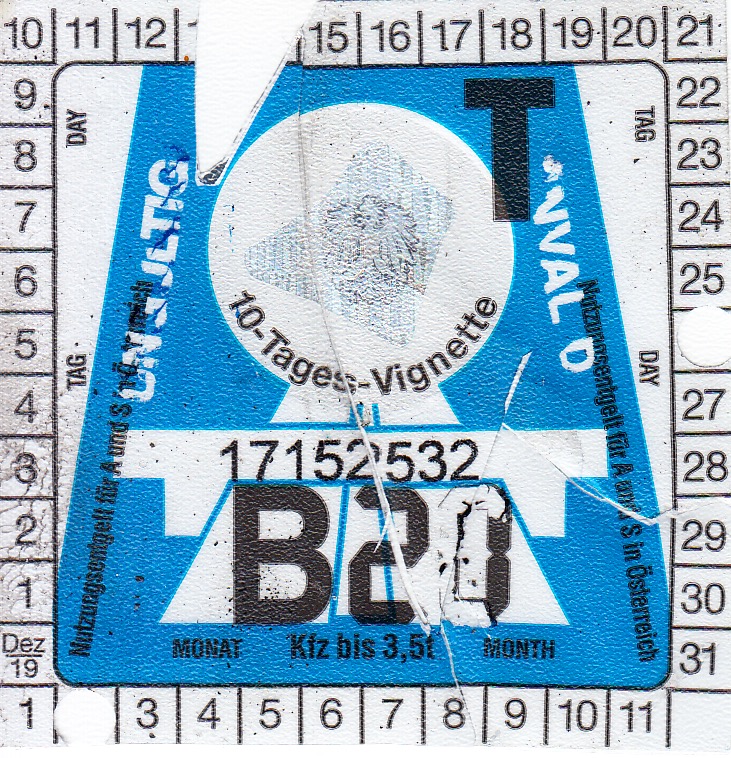 10 11 12 15 16 17 18 19 20 21
9 22
8 23
7 24
6 25
5
4 27
3 28
2 29
1 30
Dez 31
19
1 3 4 5 6 7 8 9 10 11
DAY
TAG
TAG
DAY
T
10-Tages-Vignette
17152532
B20
MONAT Kfz bis 3,5t MONTH
Nutzungsentgelt für A und S
Nutzungsentgelt für A und S in Österreich